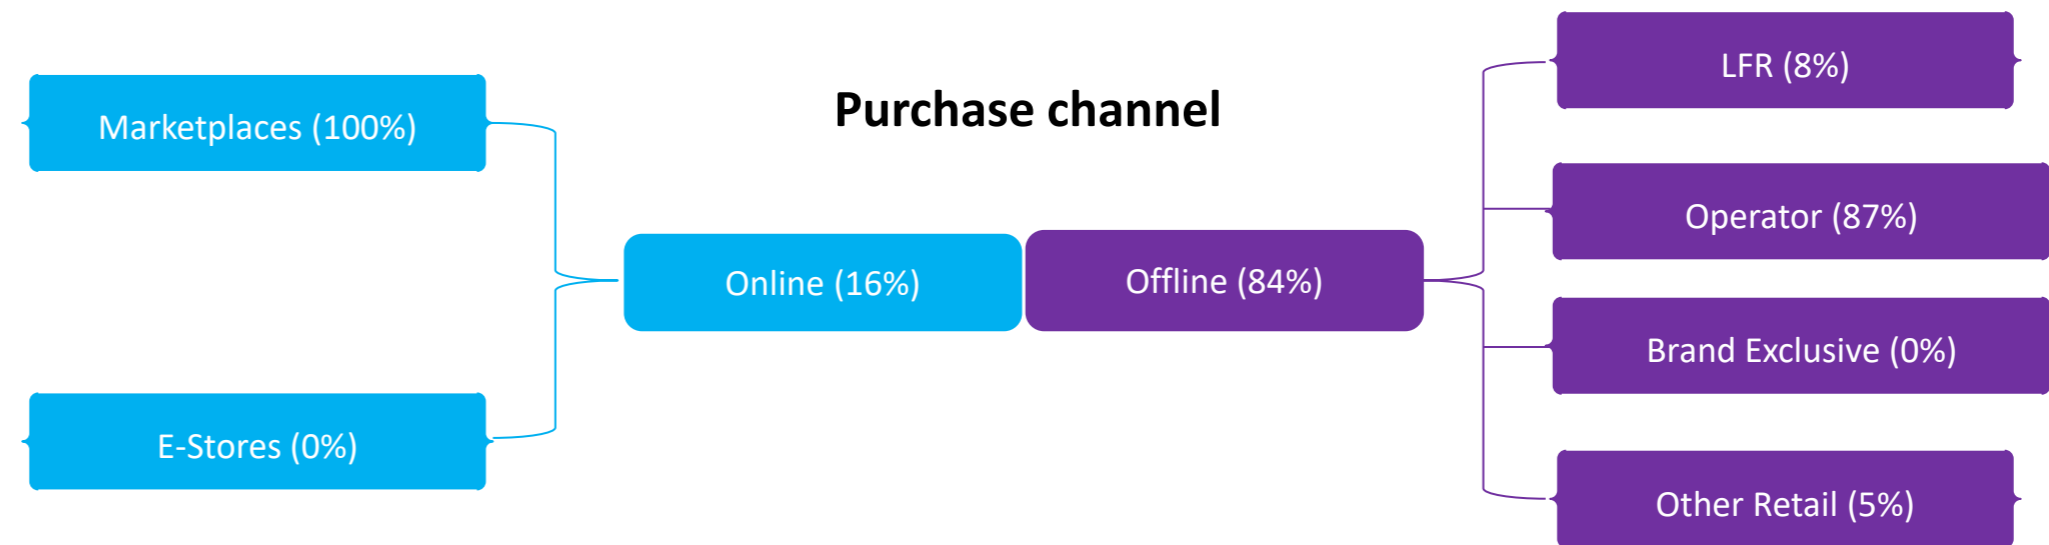 Purchase channel
Marketplaces (100%)
E-Stores (0%)
Online (16%)
Offline (84%)
LFR (8%)
Operator (87%)
Brand Exclusive (0%)
Other Retail (5%)